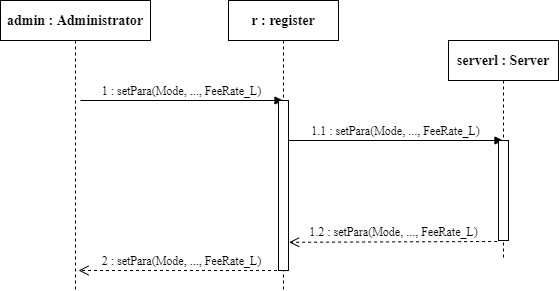 admin : Administrator
r : register
serverl : Server
1 : setPara(Mode, ..., FeeRate_L)
1.1 : setPara(Mode, ..., FeeRate_L)
1.2 : setPara(Mode, ..., FeeRate_L)
2 : setPara(Mode, ..., FeeRate_L)